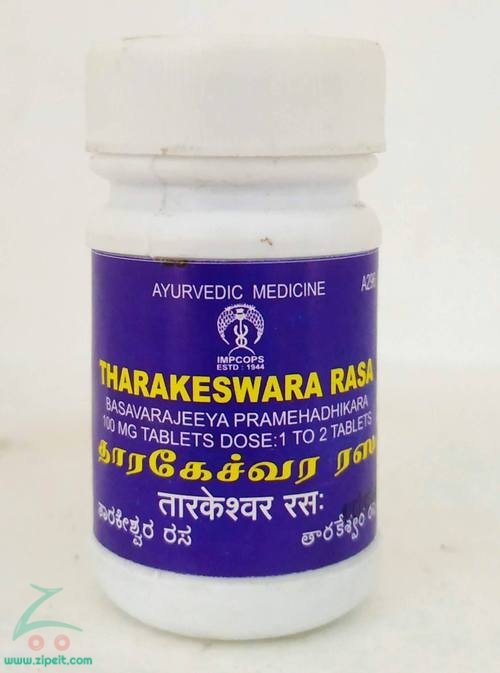 AYURVEDIC MEDICINE
IMPCOPS
ESTD : 1944
THARAKESWARA RASA
BASAVARAJEEYA PRAMEHADHIKARA
100 MG TABLETS DOSE:1 TO 2 TABLETS
தாரகேச்வர ரஸ
तारकेश्वर रसः
ತಾರಕೇಶ್ವರ ರಸ
www.zipeit.com